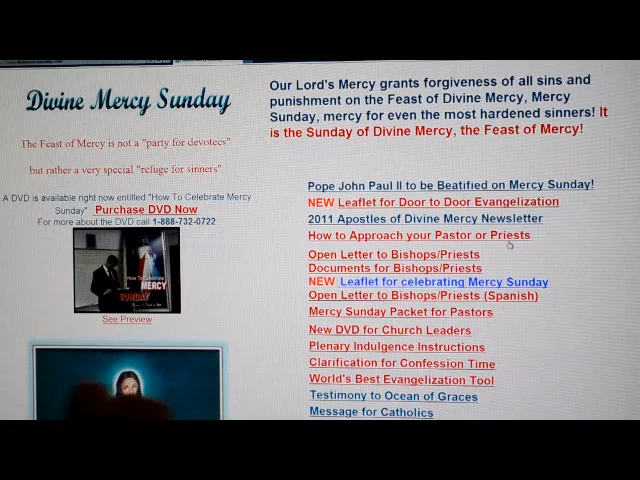 Divine Mercy Sunday
The Feast of Mercy is not a "party for devotees"
but rather a very special "refuge for sinners"
A DVD is available right now entitled "How To Celebrate Mercy
Sunday" Purchase DVD Now
For more about the DVD call 1-888-732-0722
How to Celebrate
MERCY
SUNDAY
See Preview
Our Lord's Mercy grants forgiveness of all sins and
punishment on the Feast of Divine Mercy, Mercy
Sunday, mercy for even the most hardened sinners! It
is the Sunday of Divine Mercy, the Feast of Mercy!
Pope John Paul II to be Beatified on Mercy Sunday!
NEW Leaflet for Door to Door Evangelization
2011 Apostles of Divine Mercy Newsletter
How to Approach your Pastor or Priests
Open Letter to Bishops/Priests
Documents for Bishops/Priests
NEW Leaflet for celebrating Mercy Sunday
Open Letter to Bishops/Priests (Spanish)
Mercy Sunday Packet for Pastors
New DVD for Church Leaders
Plenary Indulgence Instructions
Clarification for Confession Time
World's Best Evangelization Tool
Testimony to Ocean of Graces
Message for Catholics